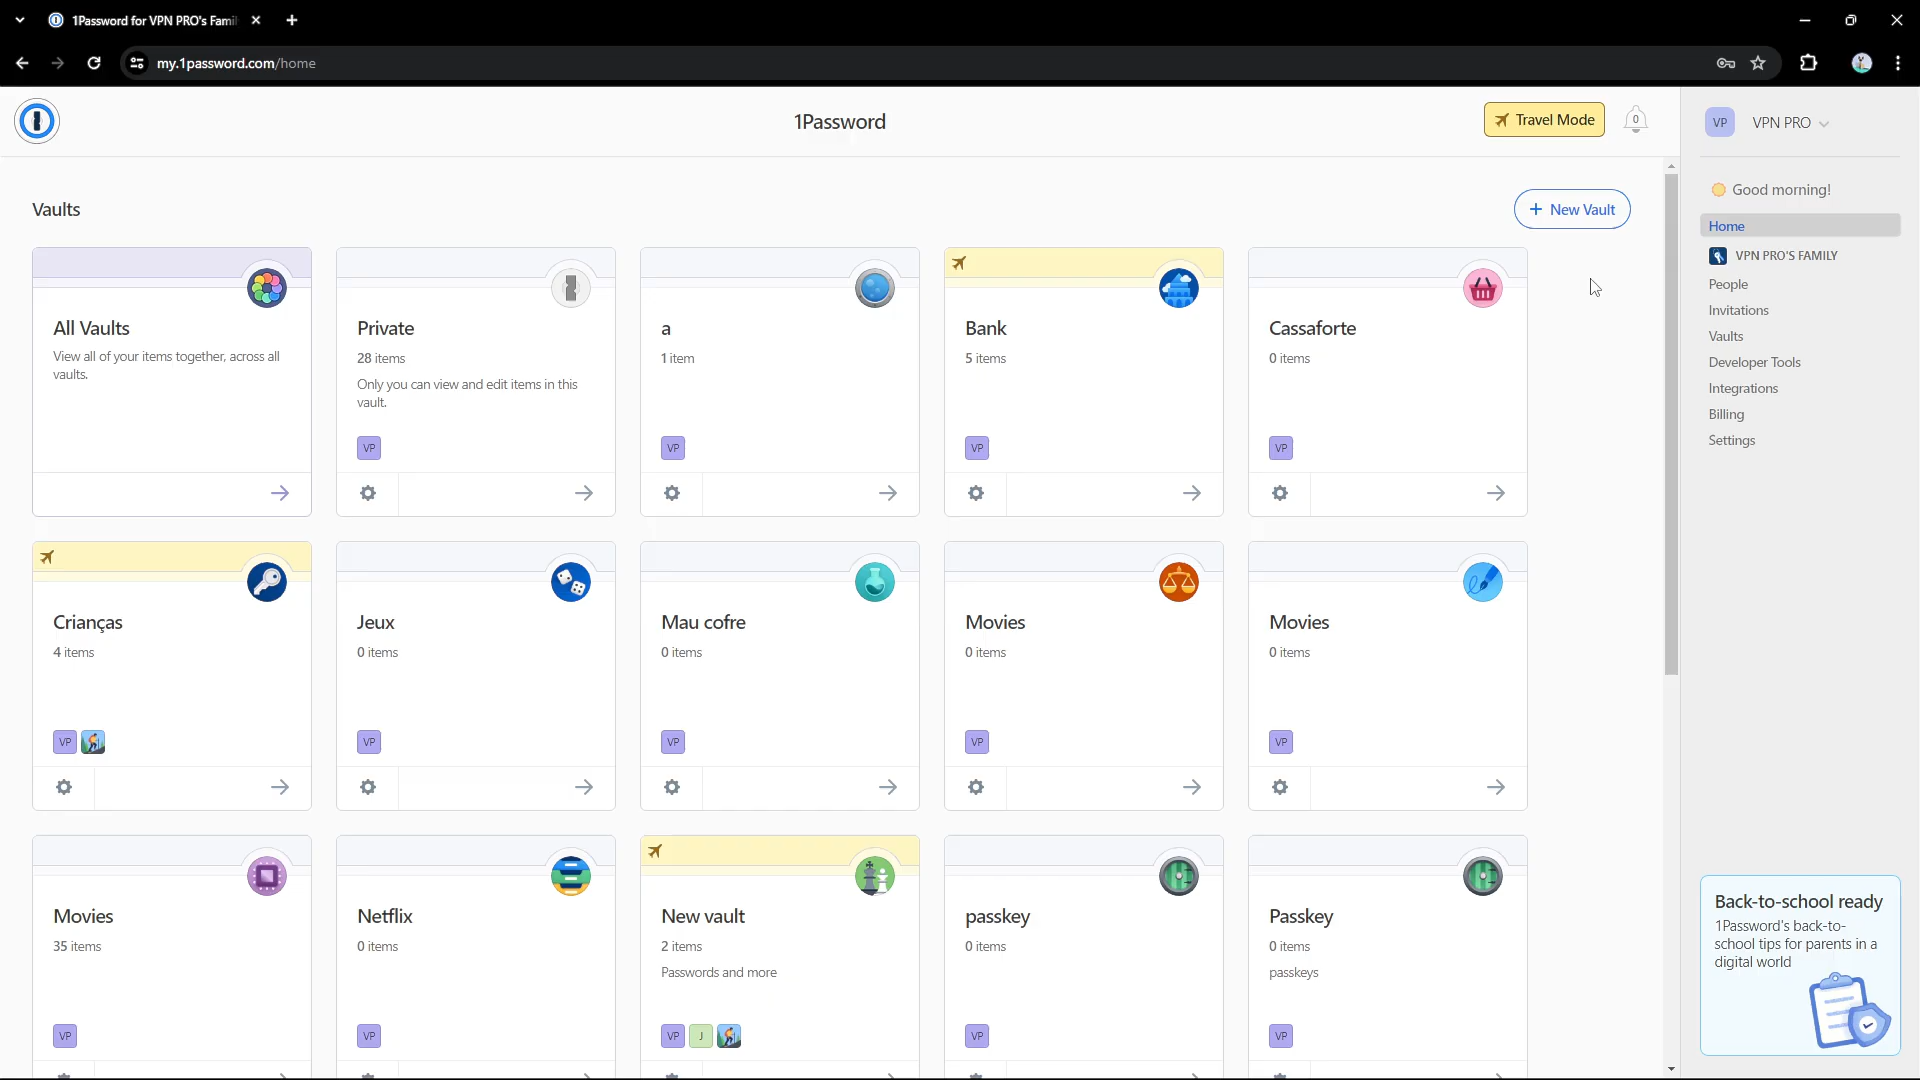 1Password for VPN PRO's Famil
my.1password.com/home
1Password
Travel Mode
0
VP
VPN PRO
Good morning!
Home
VPN PRO'S FAMILY
People
Invitations
Vaults
Developer Tools
Integrations
Billing
Settings
Vaults
New Vault
All Vaults
View all of your items together, across all
vaults.
Private
28 items
Only you can view and edit items in this
vault.
VP
a
1 item
VP
Bank
5 items
VP
Cassaforte
0 items
VP
Crianças
4 items
VP
Jeux
0 items
VP
Mau cofre
0 items
VP
Movies
0 items
VP
Movies
0 items
VP
Movies
35 items
VP
Netflix
0 items
VP
New vault
2 items
Passwords and more
VP J
passkey
0 items
VP
Passkey
0 items
passkeys
VP
Back-to-school ready
1Password's back-to-
school tips for parents in a
digital world